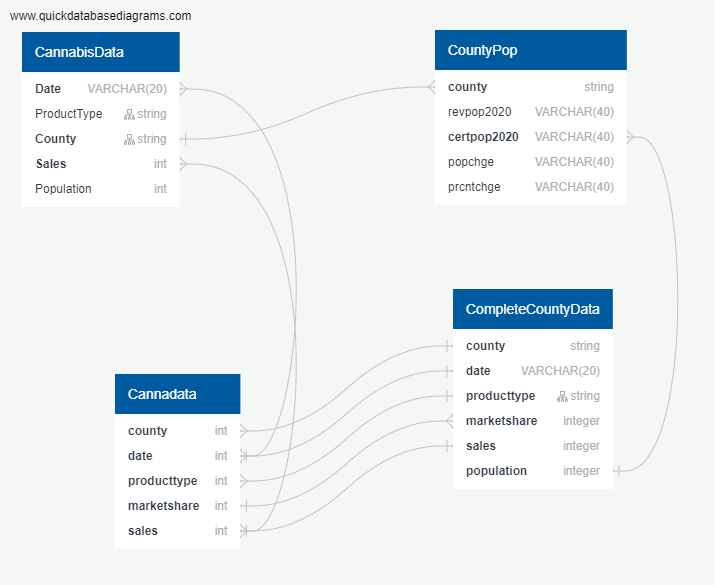 www.quickdatabasediagrams.com
CannabisData
Date VARCHAR(20)
ProductType string
County string
Sales int
Population int
CountyPop
county string
revpop2020 VARCHAR(40)
certpop2020 VARCHAR(40)
popchge VARCHAR(40)
prcntchge VARCHAR(40)
CompleteCountyData
county string
date VARCHAR(20)
producttype string
marketshare integer
sales integer
population integer
Cannadata
county int
date int
producttype int
marketshare int
sales int